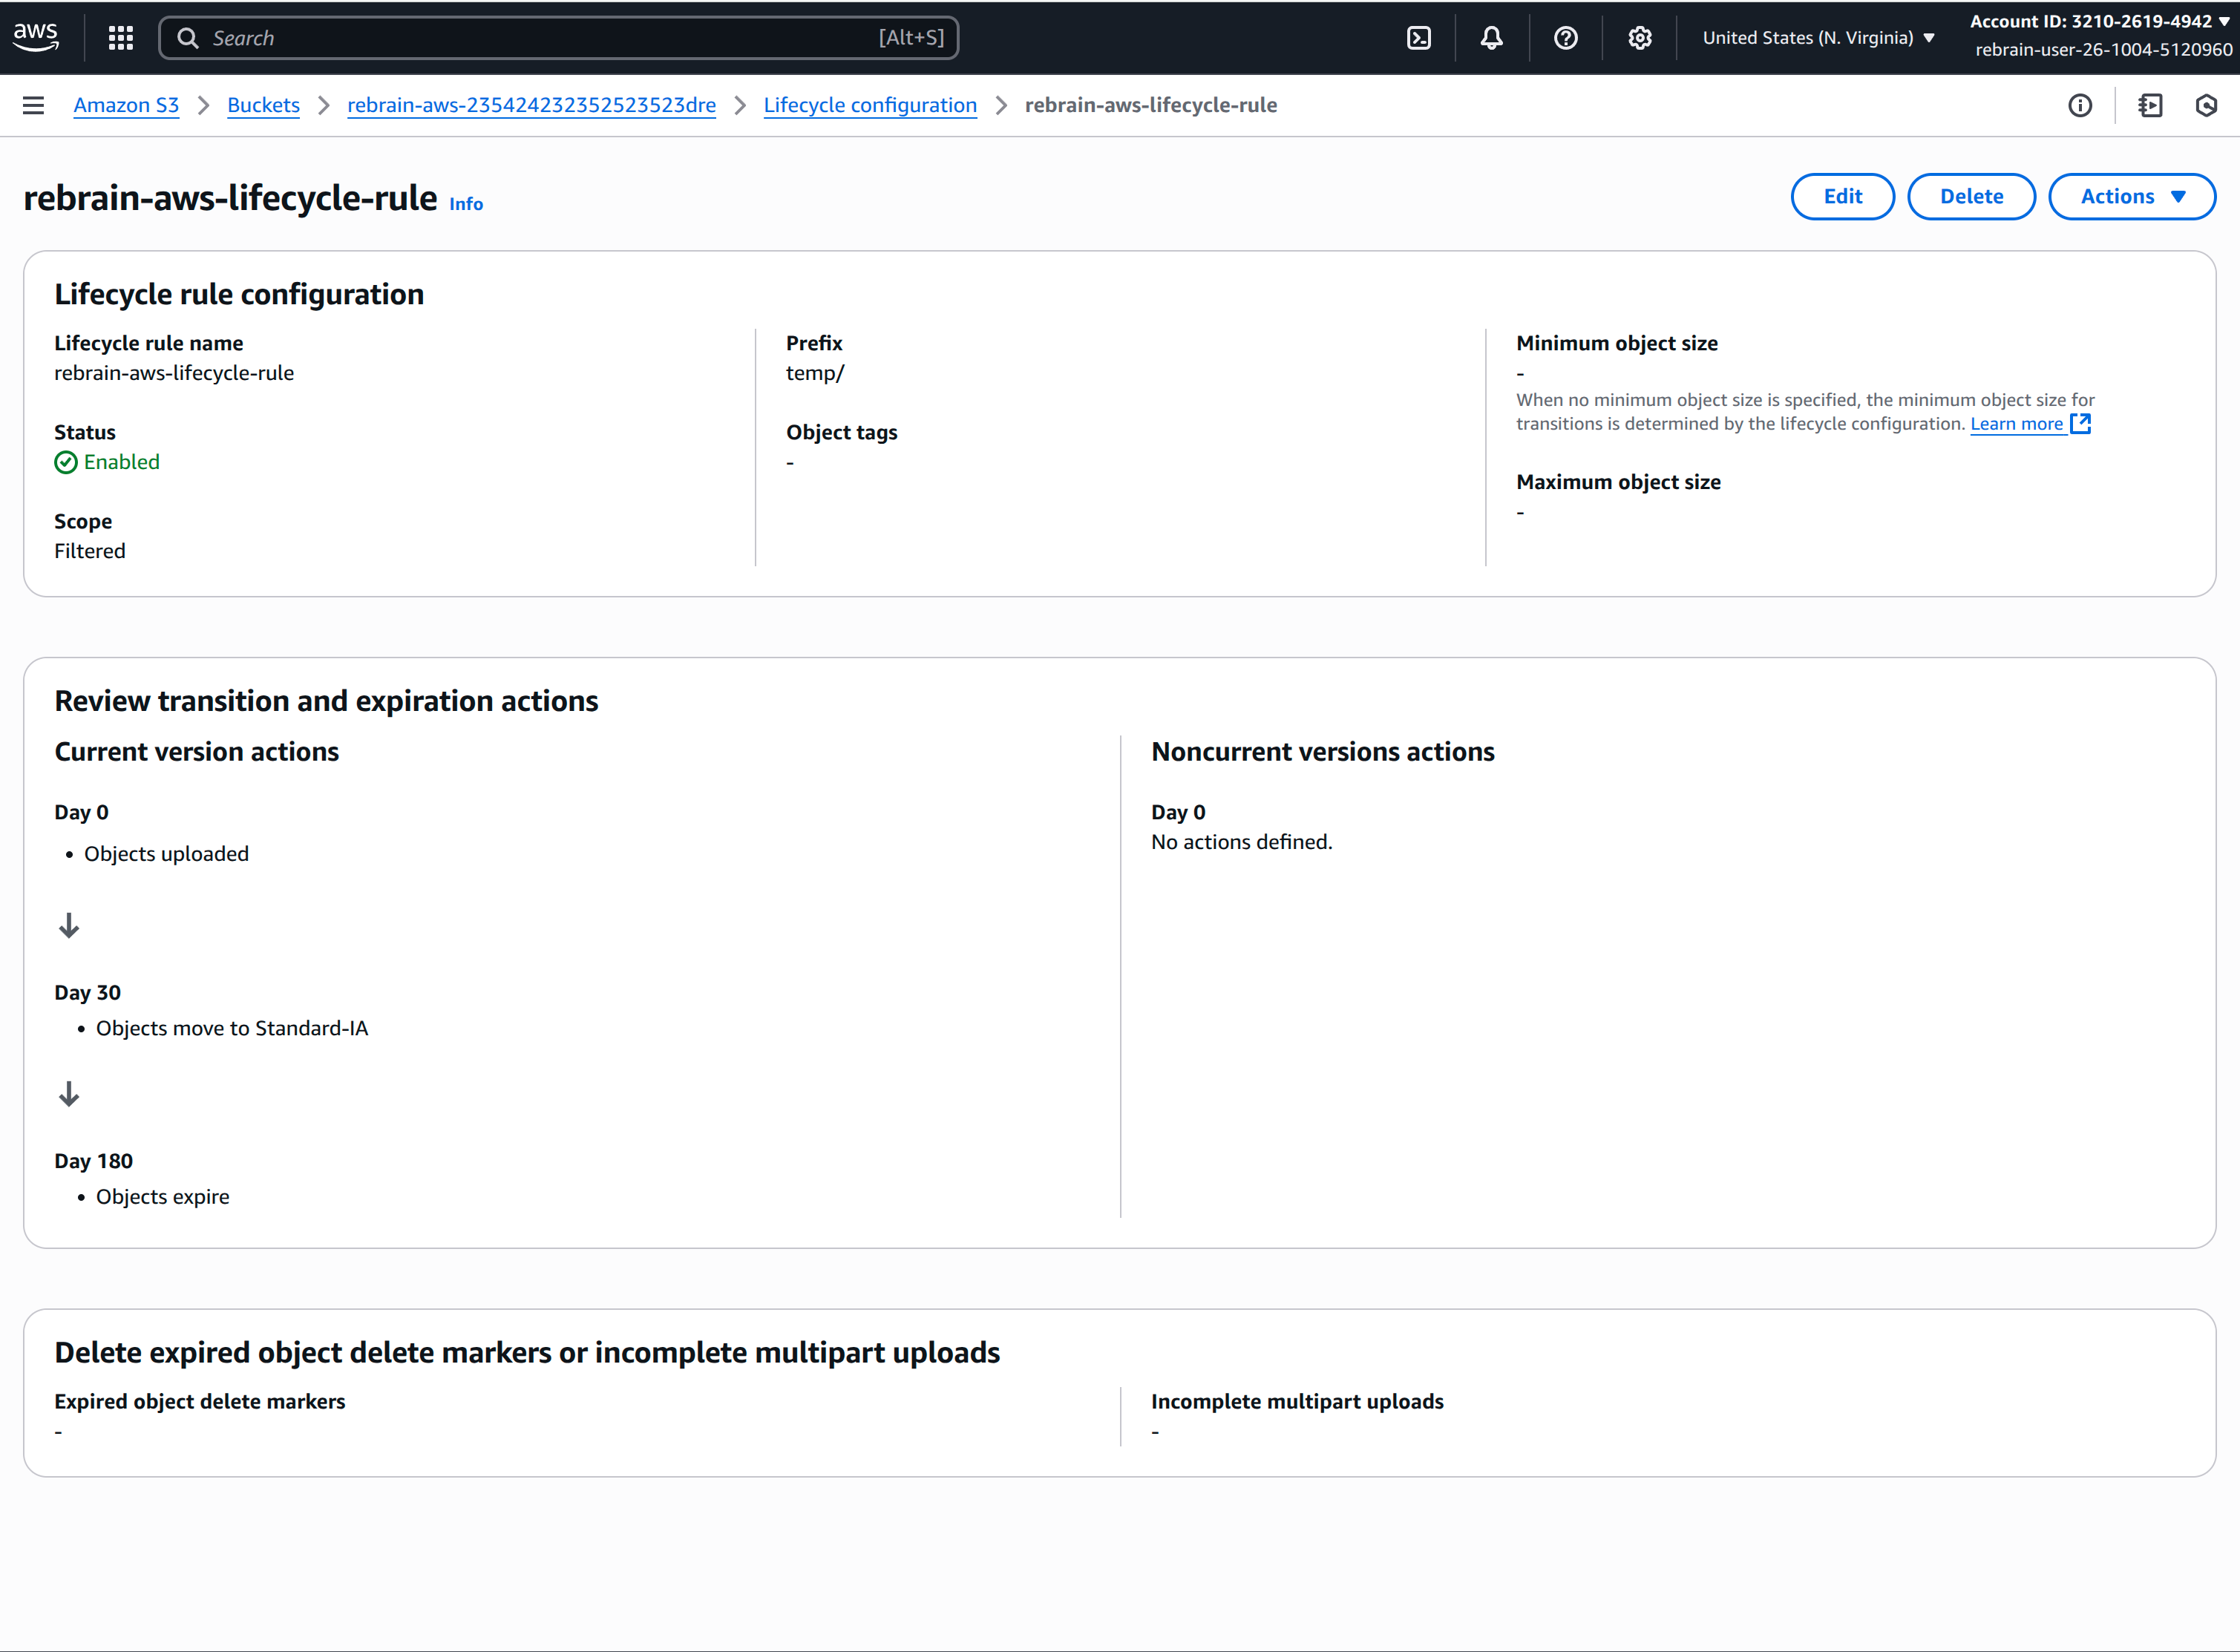 aws
Search
[Alt+S]
United States (N. Virginia)
Account ID: 3210-2619-4942
rebrain-user-26-1004-5120960
Amazon S3
Buckets
rebrain-aws-235424232352523523dre
Lifecycle configuration
rebrain-aws-lifecycle-rule
rebrain-aws-lifecycle-rule
Info
Edit
Delete
Actions
Lifecycle rule configuration
Lifecycle rule name
rebrain-aws-lifecycle-rule
Status
Enabled
Scope
Filtered
Prefix
temp/
Object tags
-
Minimum object size
-
When no minimum object size is specified, the minimum object size for
transitions is determined by the lifecycle configuration. Learn more
Maximum object size
-
Review transition and expiration actions
Current version actions
Day 0
• Objects uploaded
Day 30
• Objects move to Standard-IA
Day 180
• Objects expire
Noncurrent versions actions
Day 0
No actions defined.
Delete expired object delete markers or incomplete multipart uploads
Expired object delete markers
-
Incomplete multipart uploads
-